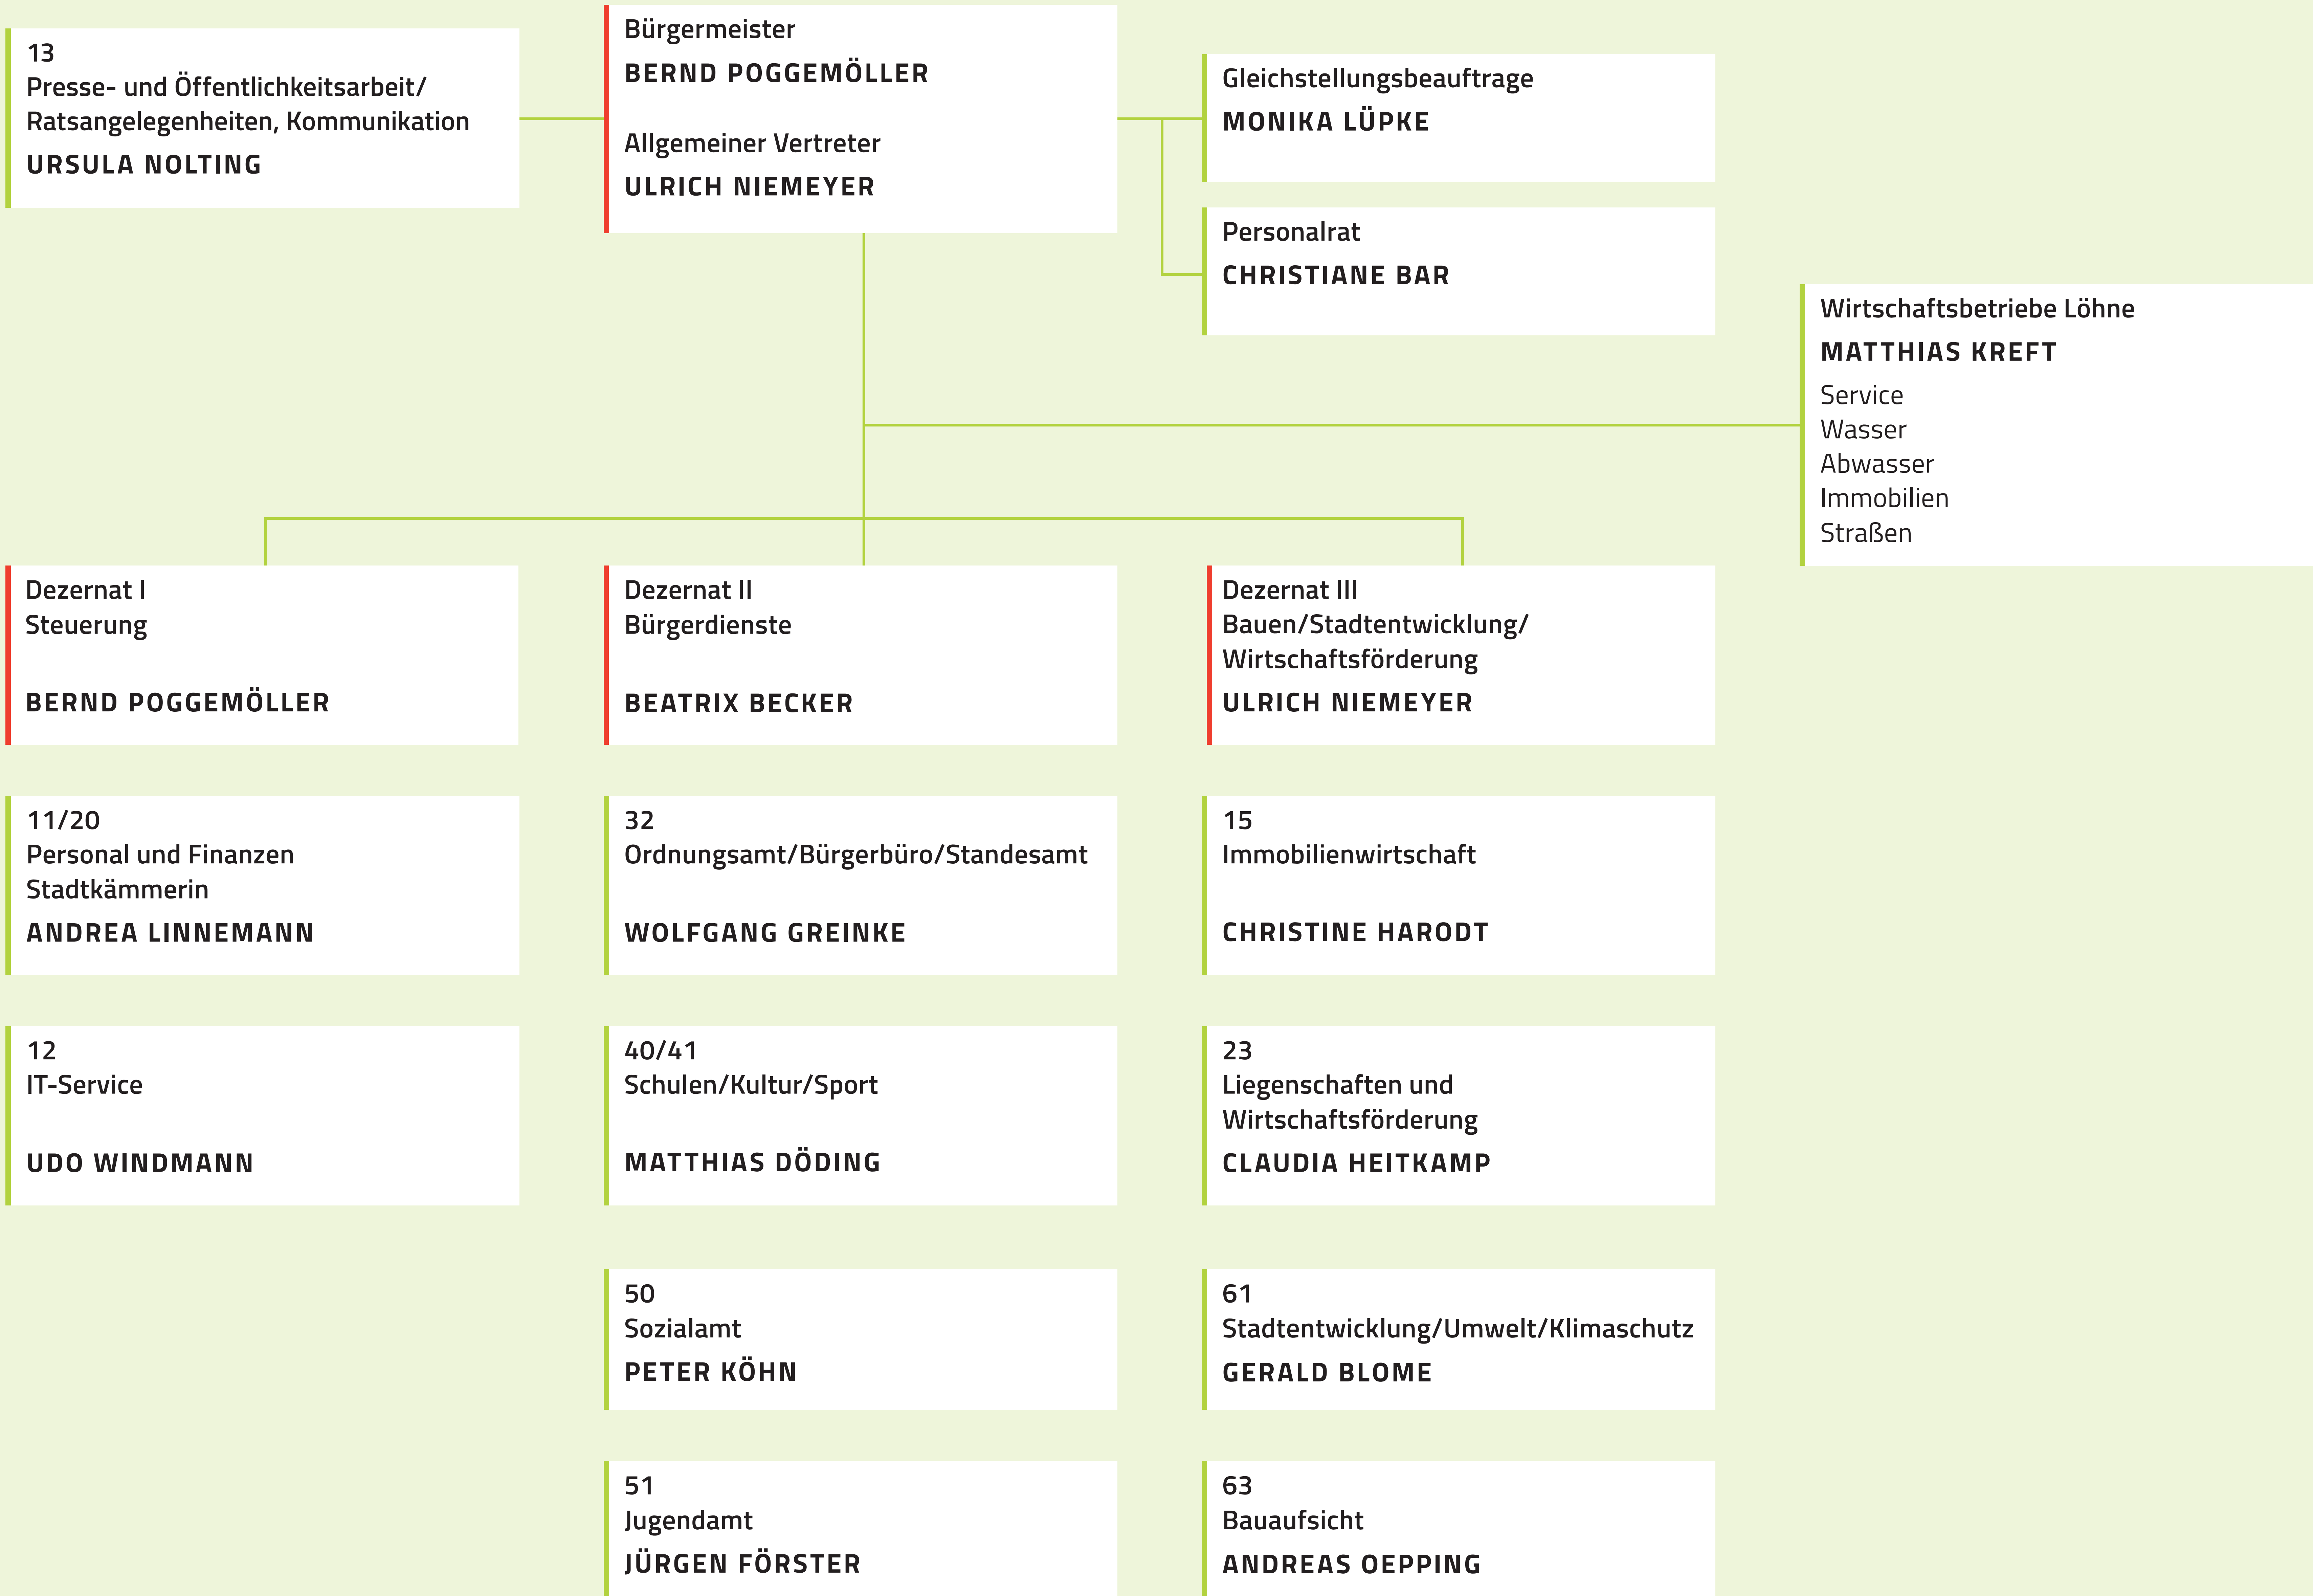 13
Presse- und Öffentlichkeitsarbeit/
Ratsangelegenheiten, Kommunikation
URSULA NOLTING
Bürgermeister
BERND POGGEMÖLLER
Allgemeiner Vertreter
ULRICH NIEMEYER
Gleichstellungsbeauftrage
MONIKA LÜPKE
Personalrat
CHRISTIANE BAR
Wirtschaftsbetriebe Löhne
MATTHIAS KREFT
Service
Wasser
Abwasser
Immobilien
Straßen
Dezernat I
Steuerung
BERND POGGEMÖLLER
Dezernat II
Bürgerdienste
BEATRIX BECKER
Dezernat III
Bauen/Stadtentwicklung/
Wirtschaftsförderung
ULRICH NIEMEYER
11/20
Personal und Finanzen
Stadtkämmerin
ANDREA LINNEMANN
32
Ordnungsamt/Bürgerbüro/Standesamt
WOLFGANG GREINKE
15
Immobilienwirtschaft
CHRISTINE HARODT
12
IT-Service
UDO WINDMANN
40/41
Schulen/Kultur/Sport
MATTHIAS DÖDING
23
Liegenschaften und
Wirtschaftsförderung
CLAUDIA HEITKAMP
50
Sozialamt
PETER KÖHN
61
Stadtentwicklung/Umwelt/Klimaschutz
GERALD BLOME
51
Jugendamt
JÜRGEN FÖRSTER
63
Bauaufsicht
ANDREAS OEPPING